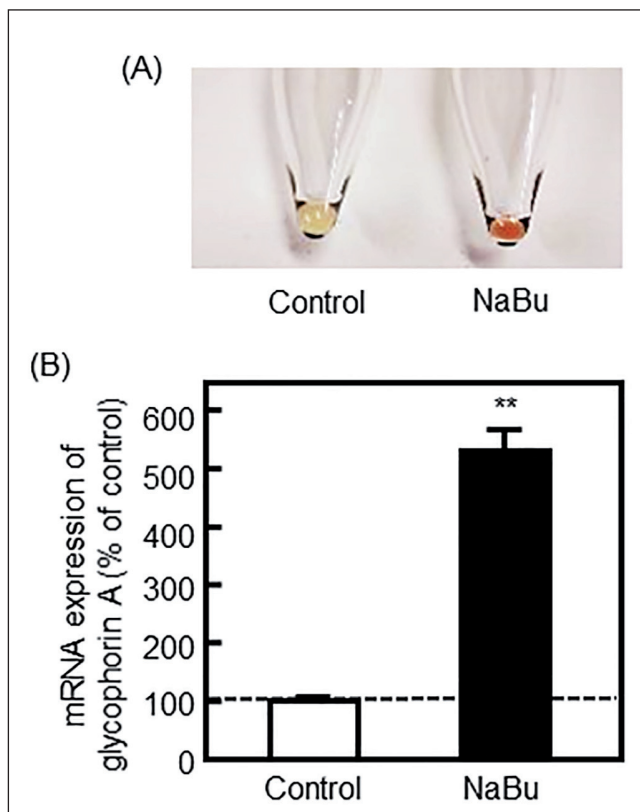 (A)
Control NaBu
(B)
mRNA expression of
glycophorin A (% of control)
600
500
400
300
200
100
0
**
Control NaBu